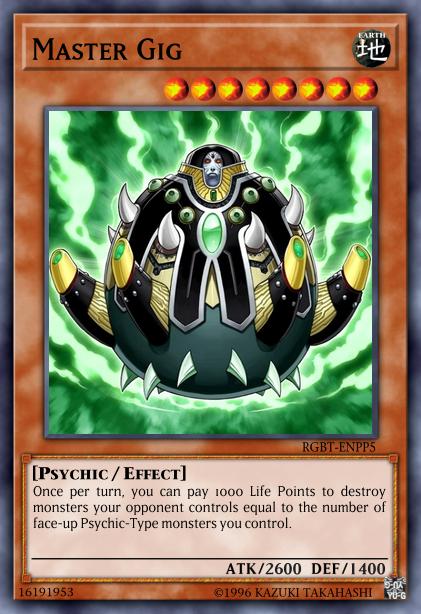 MASTER GIG
EARTH
地
RGBT-ENPP5
[PSYCHIC / EFFECT]
Once per turn, you can pay 1000 Life Points to destroy
monsters your opponent controls equal to the number of
face-up Psychic-Type monsters you control.
ATK/2600 DEF/1400
16191953
©1996 KAZUKI TAKAHASHI